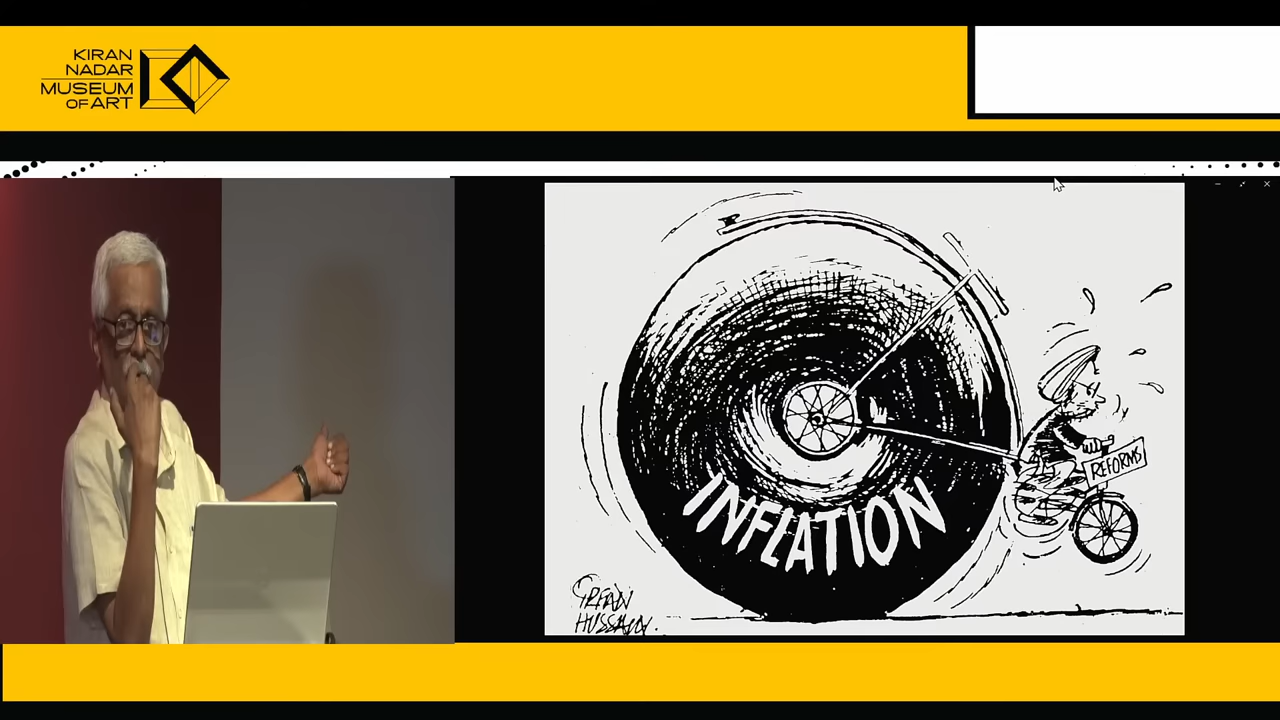 KIRAN
NADAR
MUSEUM
OF ART
REFORMS
INFLATION
IRFAN
HUSSAIN.